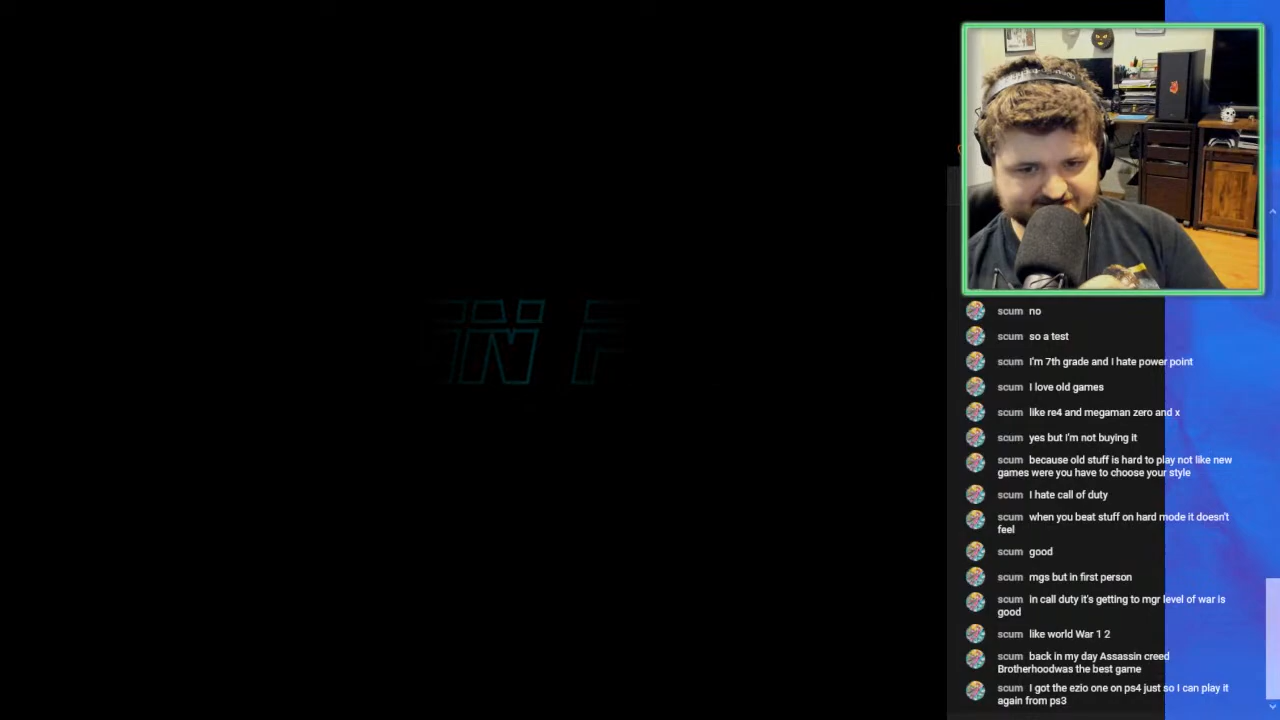 scum no
scum so a test
scum I'm 7th grade and I hate power point
scum I love old games
scum like re4 and megaman zero and x
scum yes but I'm not buying it
scum because old stuff is hard to play not like new
games were you have to choose your style
scum I hate call of duty
scum when you beat stuff on hard mode it doesn't
feel
scum good
scum mgs but in first person
scum in call duty it's getting to mgr level of war is
good
scum like world War 1 2
scum back in my day Assassin creed
Brotherhoodwas the best game
scum I got the ezio one on ps4 just so I can play it
again from ps3